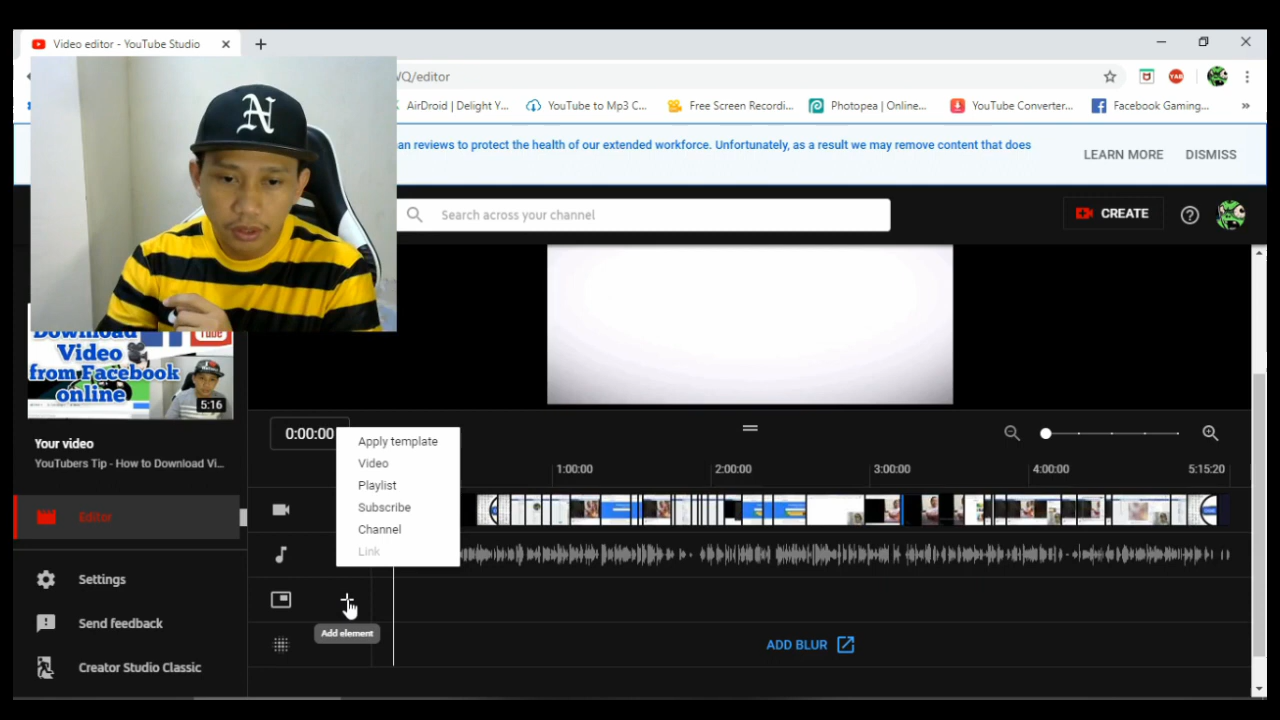 Video editor - YouTube Studio
/Q/editor
AirDroid | Delight Y...
YouTube to Mp3 C...
Free Screen Recordi...
Photopea | Online...
YouTube Converter...
Facebook Gaming...
»
an reviews to protect the health of our extended workforce. Unfortunately, as a result we may remove content that does
LEARN MORE
DISMISS
Search across your channel
CREATE
Download
Video
from Facebook
online
5:16
Your video
YouTubers Tip - How to Download Vi...
Editor
Settings
Send feedback
Creator Studio Classic
0:00:00
Apply template
Video
Playlist
Subscribe
Channel
Link
Add element
1:00:00
2:00:00
3:00:00
4:00:00
5:15:20
ADD BLUR